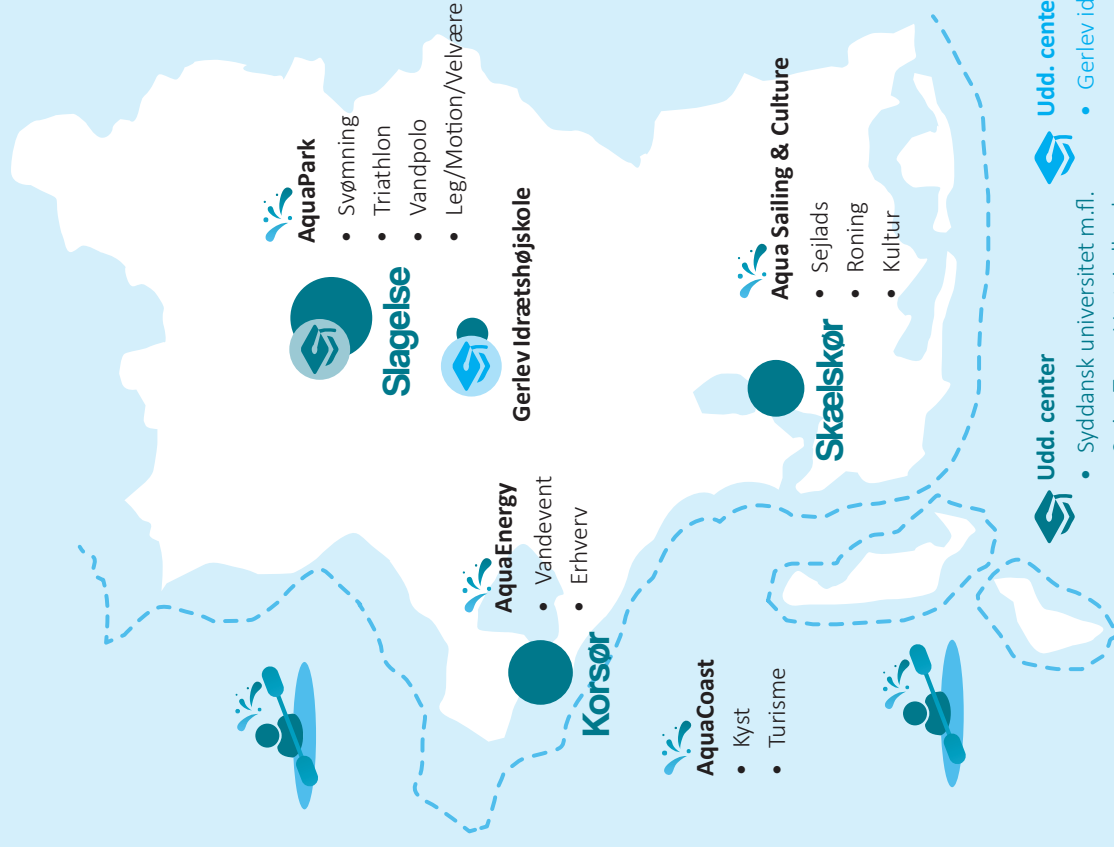 AquaPark
• Svømning
• Triathlon
• Vandpolo
• Leg/Motion/Velvære
Slagelse
Gerlev Idrætshøjskole
AquaEnergy
• Vandevent
• Erhverv
Korsør
Aqua Sailing & Culture
• Sejlads
• Roning
• Kultur
Skælskør
AquaCoast
• Kyst
• Turisme
Udd. center
• Syddansk universitet m.fl.
Udd. cente
• Gerlev id